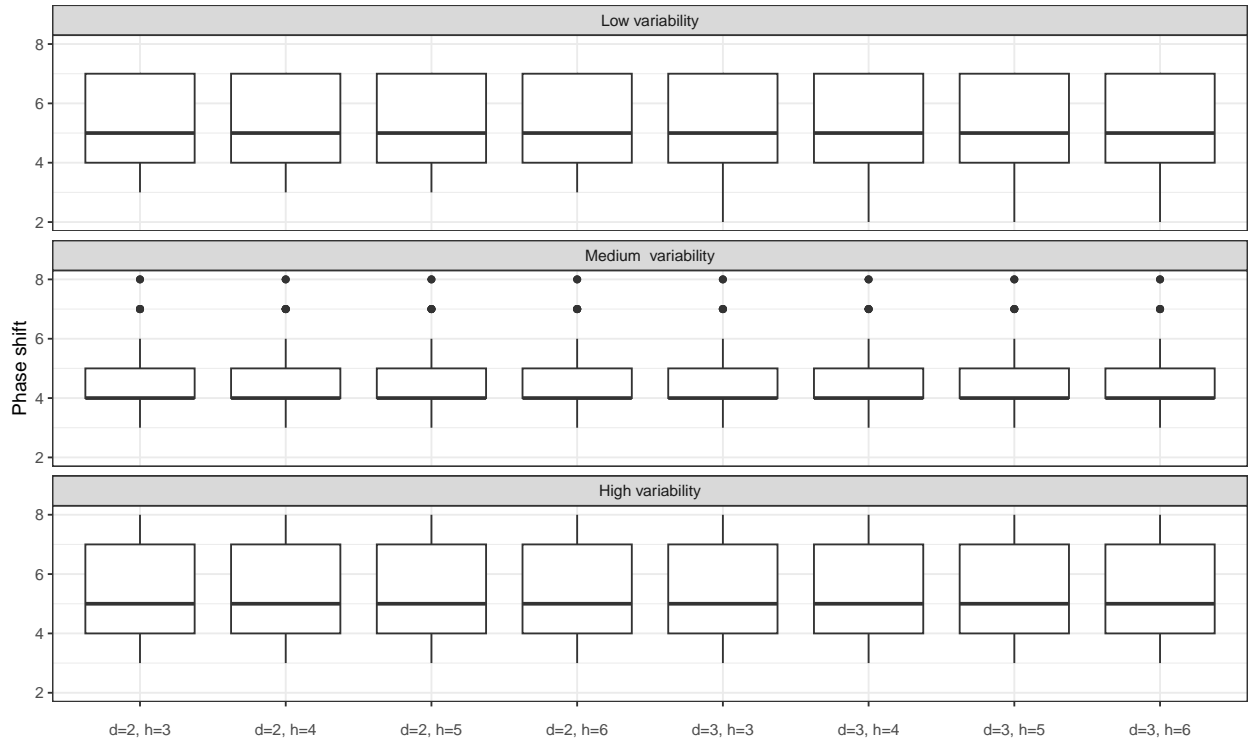 Low variability
8
6
4
2
Medium  variability
8
6
4
2
Phase shift
High variability
8
6
4
2
d=2, h=3 d=2, h=4 d=2, h=5 d=2, h=6 d=3, h=3 d=3, h=4 d=3, h=5 d=3, h=6